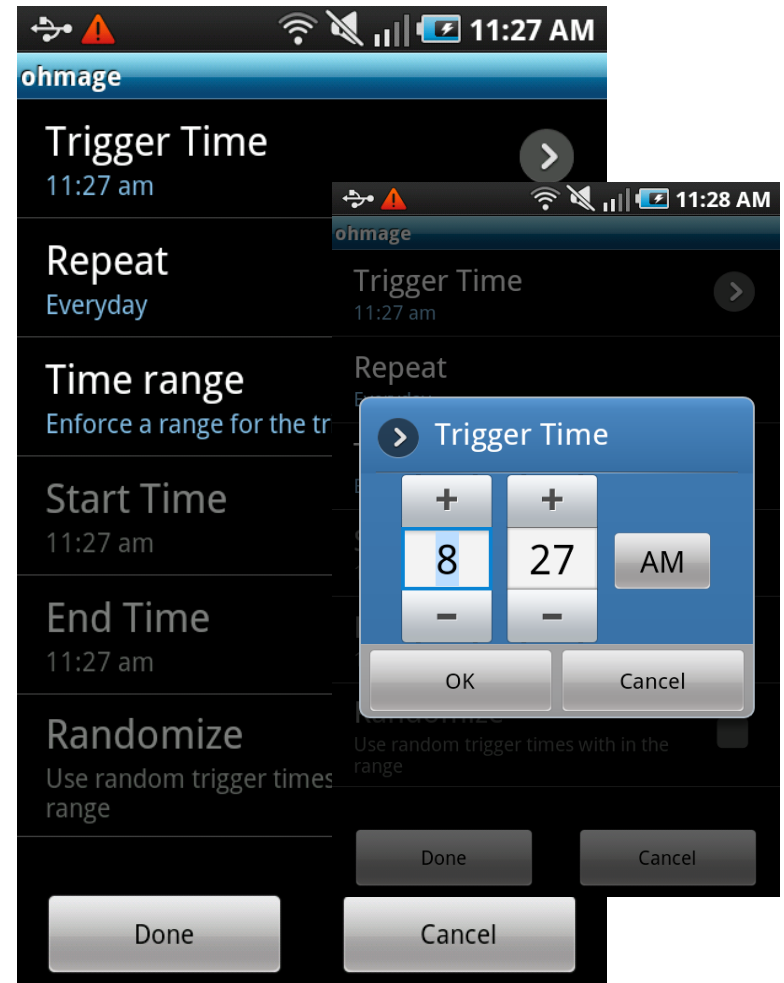 11:27 AM
ohmage
Trigger Time
11:27 am
Repeat
Everyday
Time range
Enforce a range for the tr
Start Time
11:27 am
End Time
11:27 am
Randomize
Use random trigger times
range
Done
Cancel
11:28 AM
ohmage
Trigger Time
11:27 am
Repeat
Everyday
Trigger Time
+
+
8
27
AM
−
−
OK
Cancel
Randomize
Use random trigger times with in the
range
Done
Cancel